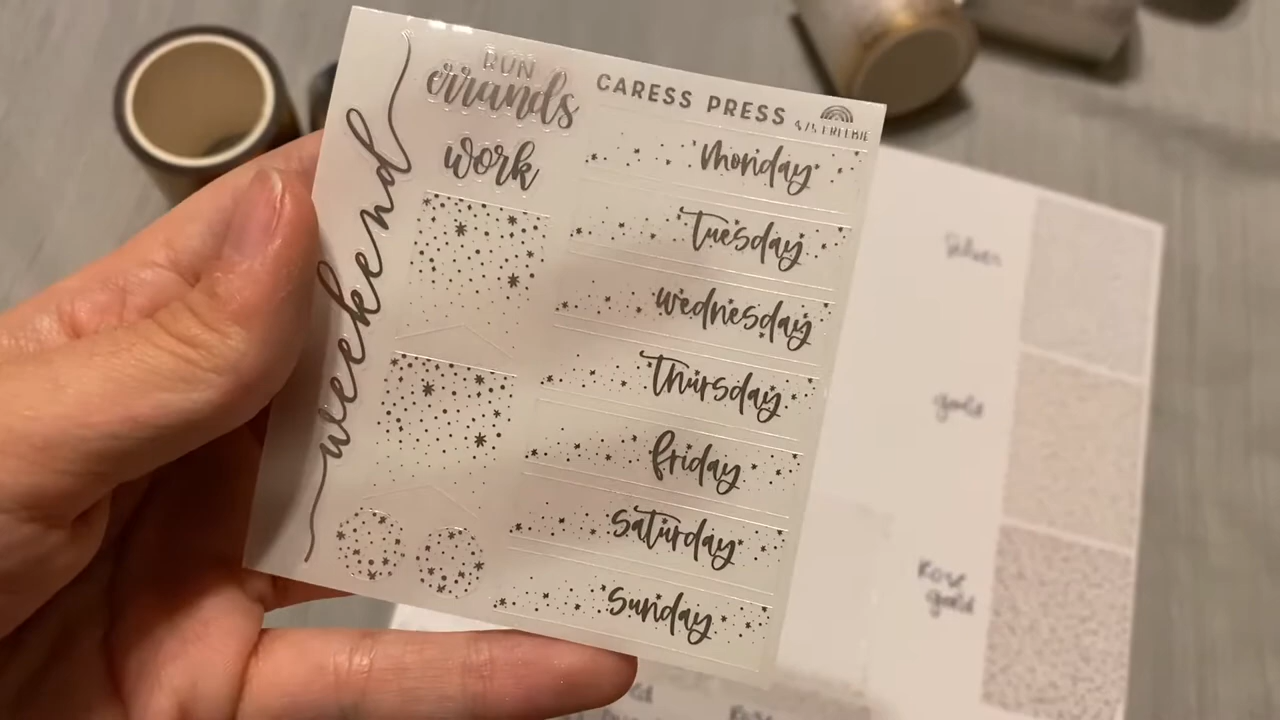 weekend
RUN
errands
work
CARESS PRESS
4/5 FREEBIE
monday
Tuesday
wednesday
Thursday
friday
saturday
sunday
Silver
gold
Rose
gold